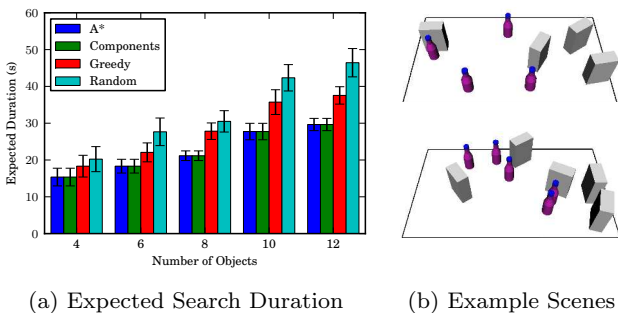 60
50
40
30
20
10
0
Expected Duration (s)
A*
Components
Greedy
Random
4 6 8 10 12
Number of Objects
(a) Expected Search Duration
(b) Example Scenes